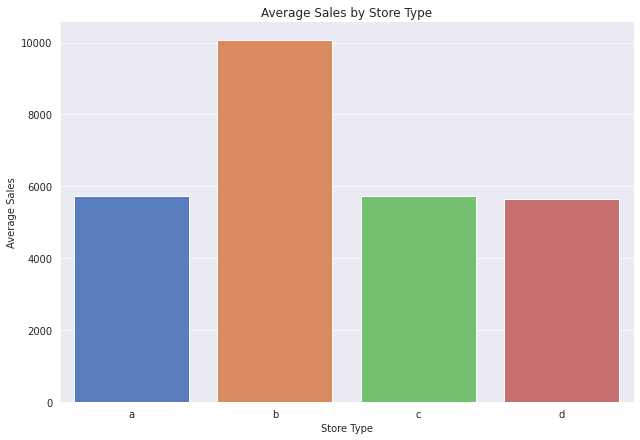 Average Sales by Store Type
10000
8000
6000
4000
2000
0
Average Sales
a b c d
Store Type